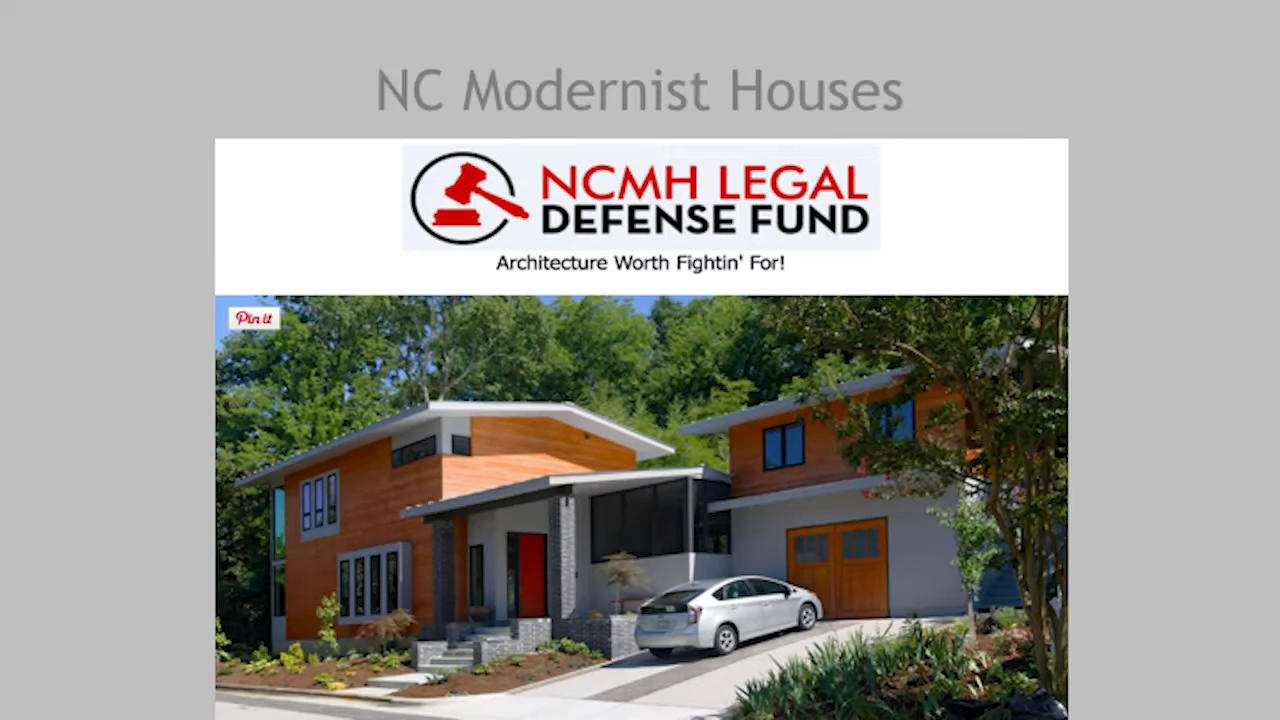 NC Modernist Houses
NCMH LEGAL
DEFENSE FUND
Architecture Worth Fightin' For!
Pin it